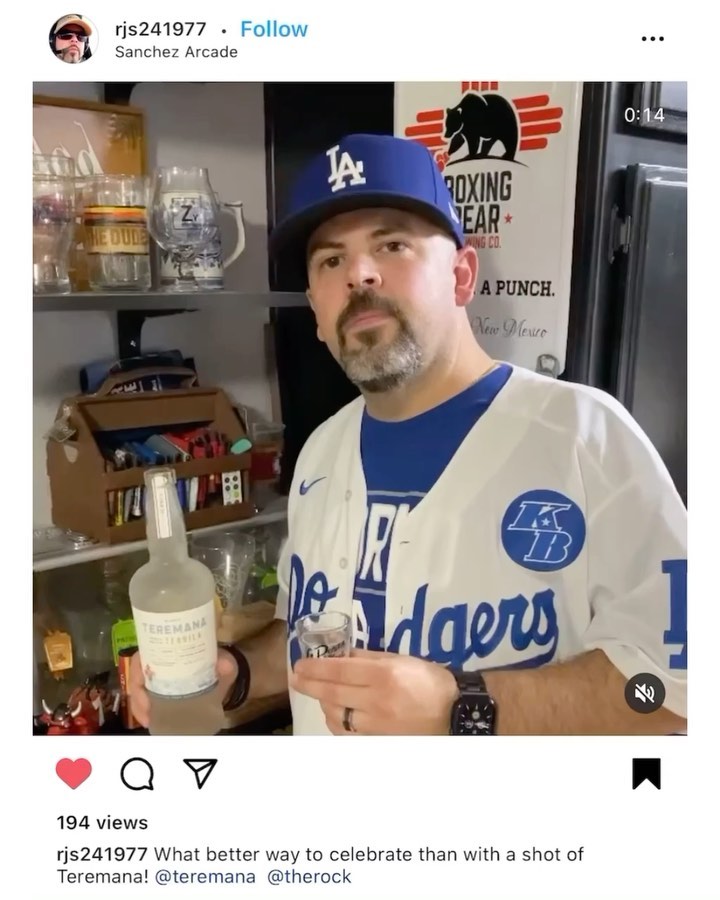 rjs241977 • Follow
Sanchez Arcade
0:14
LA
BOXING
BEAR
BREWING CO.
A PUNCH.
New Mexico
THE DUDE
Z
TEREMANA
TEQUILA
KB
Dodgers
194 views
rjs241977 What better way to celebrate than with a shot of
Teremana! @teremana @therock